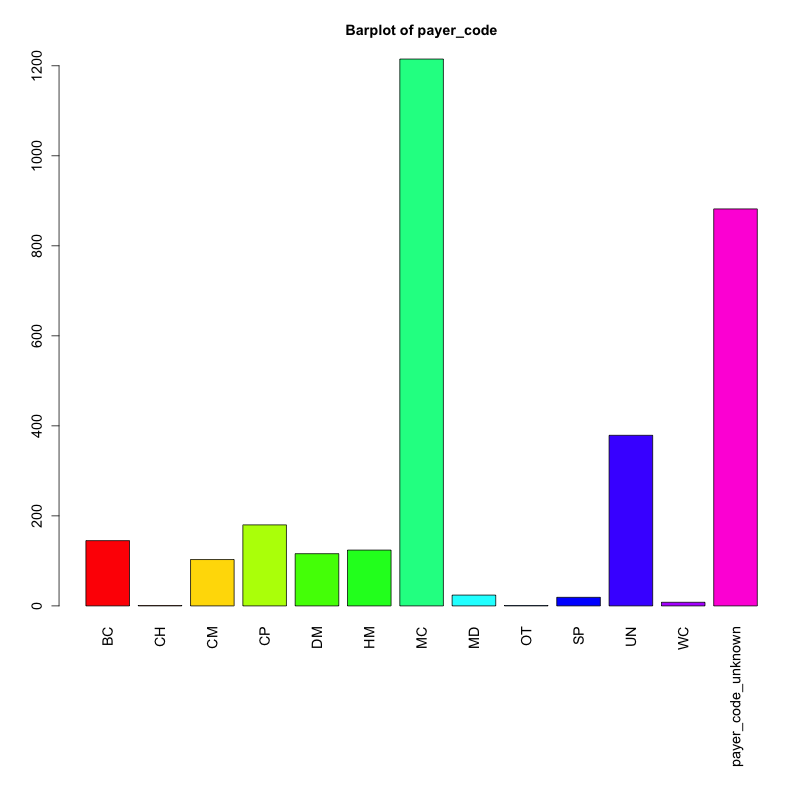 Barplot of payer_code
1200
1000
800
600
400
200
0
BC
CH
CM
CP
DM
HM
MC
MD
OT
SP
UN
WC
payer_code_unknown